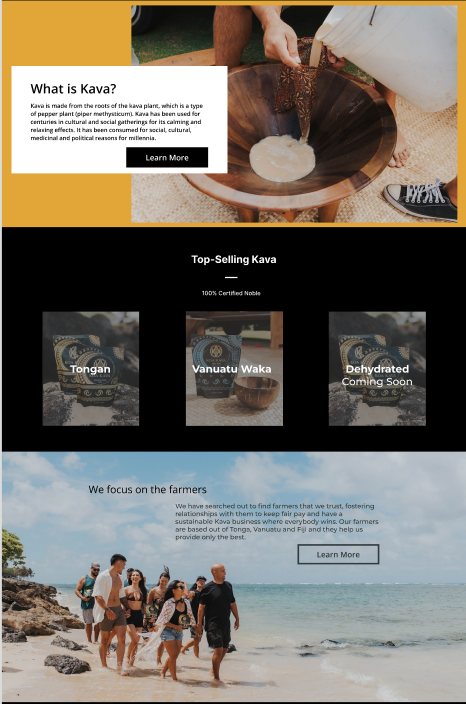 What is Kava?
Kava is made from the roots of the kava plant, which is a type
of pepper plant (piper methysticum). Kava has been used for
centuries in cultural and social gatherings for its calming and
relaxing effects. It has been consumed for social, cultural,
medicinal and political reasons for millennia.
Learn More
Top-Selling Kava
100% Certified Noble
Tongan
Vanuatu Waka
Dehydrated
Coming Soon
We focus on the farmers
We have searched out to find farmers that we trust, fostering
relationships with them to keep fair pay and have a
sustainable Kava business where everybody wins. Our farmers
are based out of Tonga, Vanuatu and Fiji and they help us
provide only the best.
Learn More